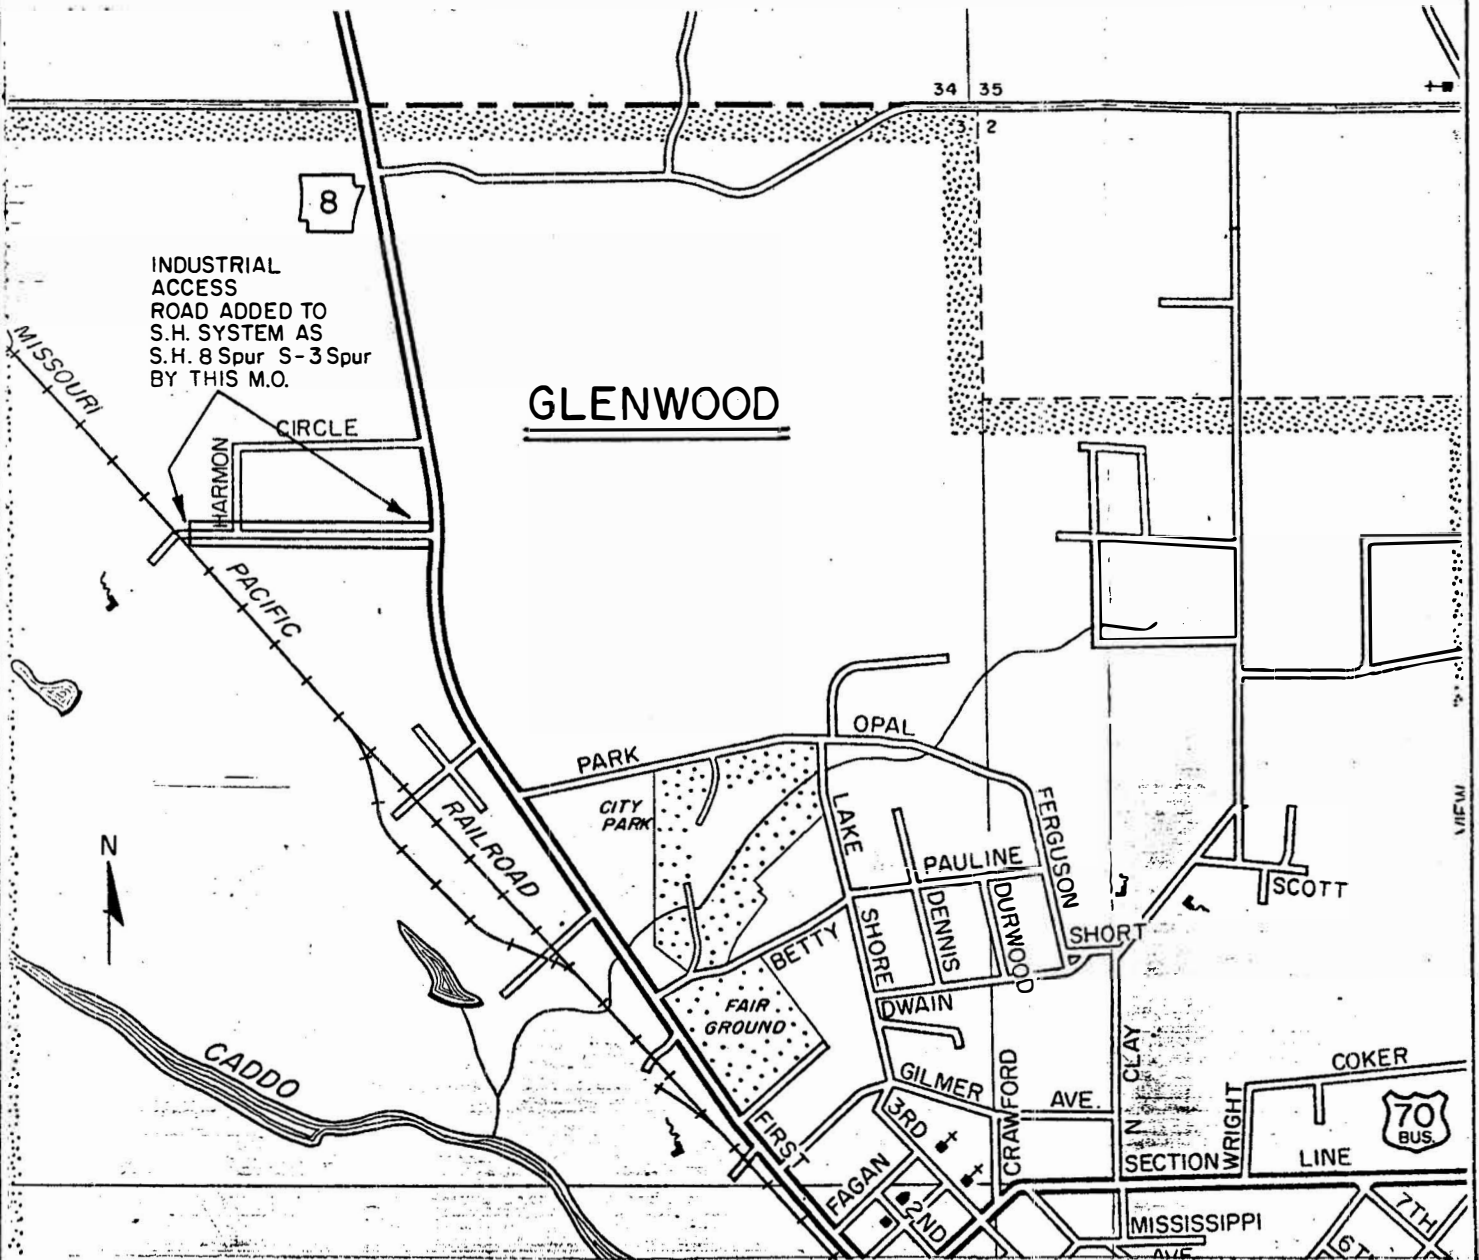 34 35
3 2
8
INDUSTRIAL
ACCESS
ROAD ADDED TO
S.H. SYSTEM AS
S.H. 8 Spur S-3 Spur
BY THIS M.O.
MISSOURI
GLENWOOD
CIRCLE
HARMON
PACIFIC
OPAL
PARK
CITY
PARK
LAKE
FERGUSON
VIEW
RAILROAD
N
PAULINE
SCOTT
DENNIS
DURWOOD
SHORE
SHORT
BETTY
DWAIN
FAIR
GROUND
CADDO
N CLAY
COKER
GILMER
AVE.
CRAWFORD
3RD
WRIGHT
70
BUS.
FIRST
SECTION
LINE
FAGAN
2ND
MISSISSIPPI
AVE
7TH